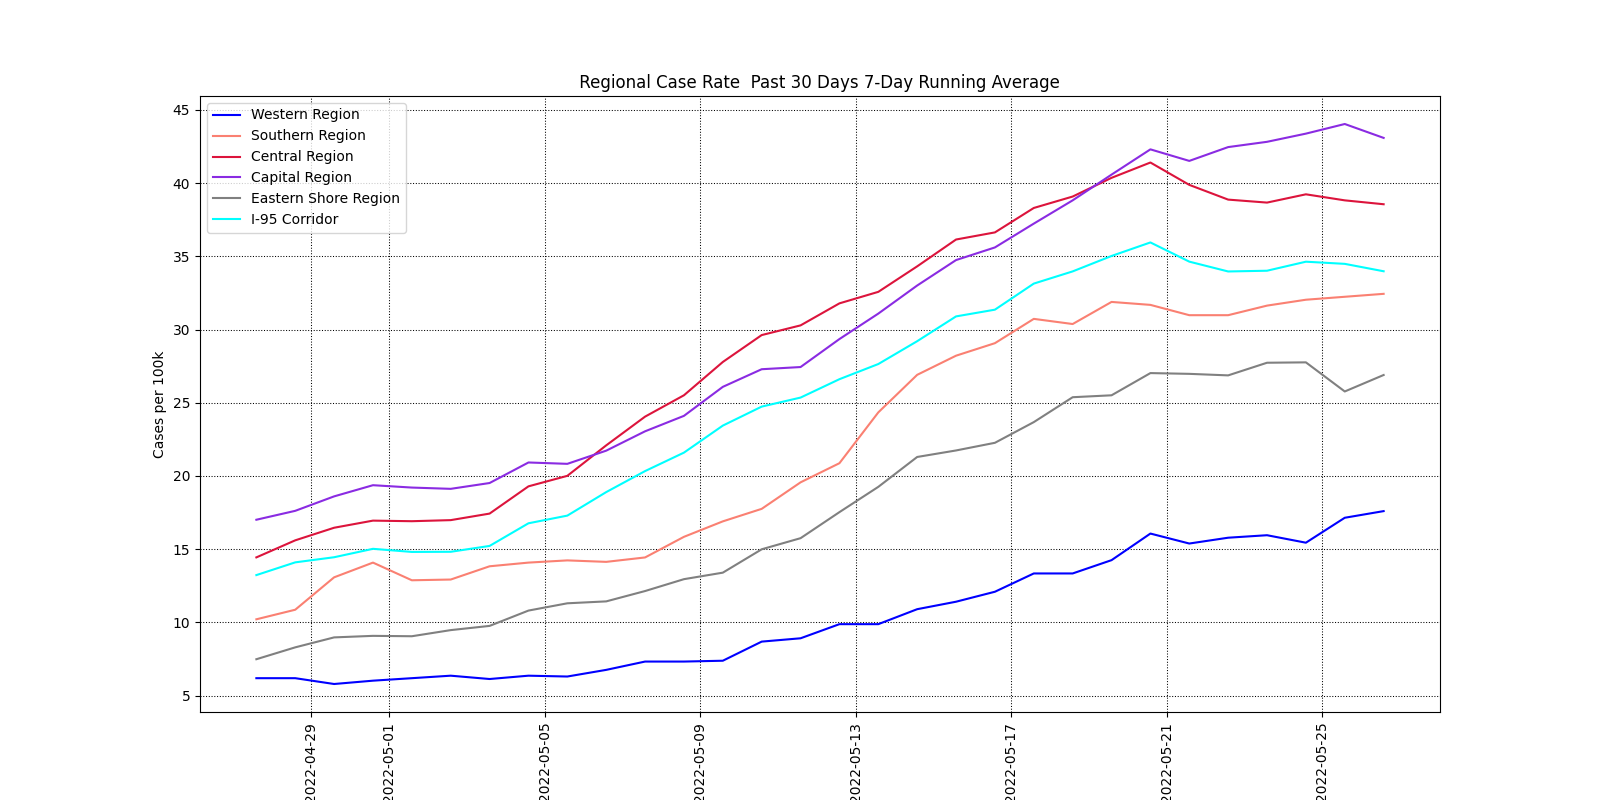 Regional Case Rate  Past 30 Days 7-Day Running Average
45
40
35
30
25
20
15
10
5
Cases per 100k
Western Region
Southern Region
Central Region
Capital Region
Eastern Shore Region
I-95 Corridor
2022-04-29
2022-05-01
2022-05-05
2022-05-09
2022-05-13
2022-05-17
2022-05-21
2022-05-25